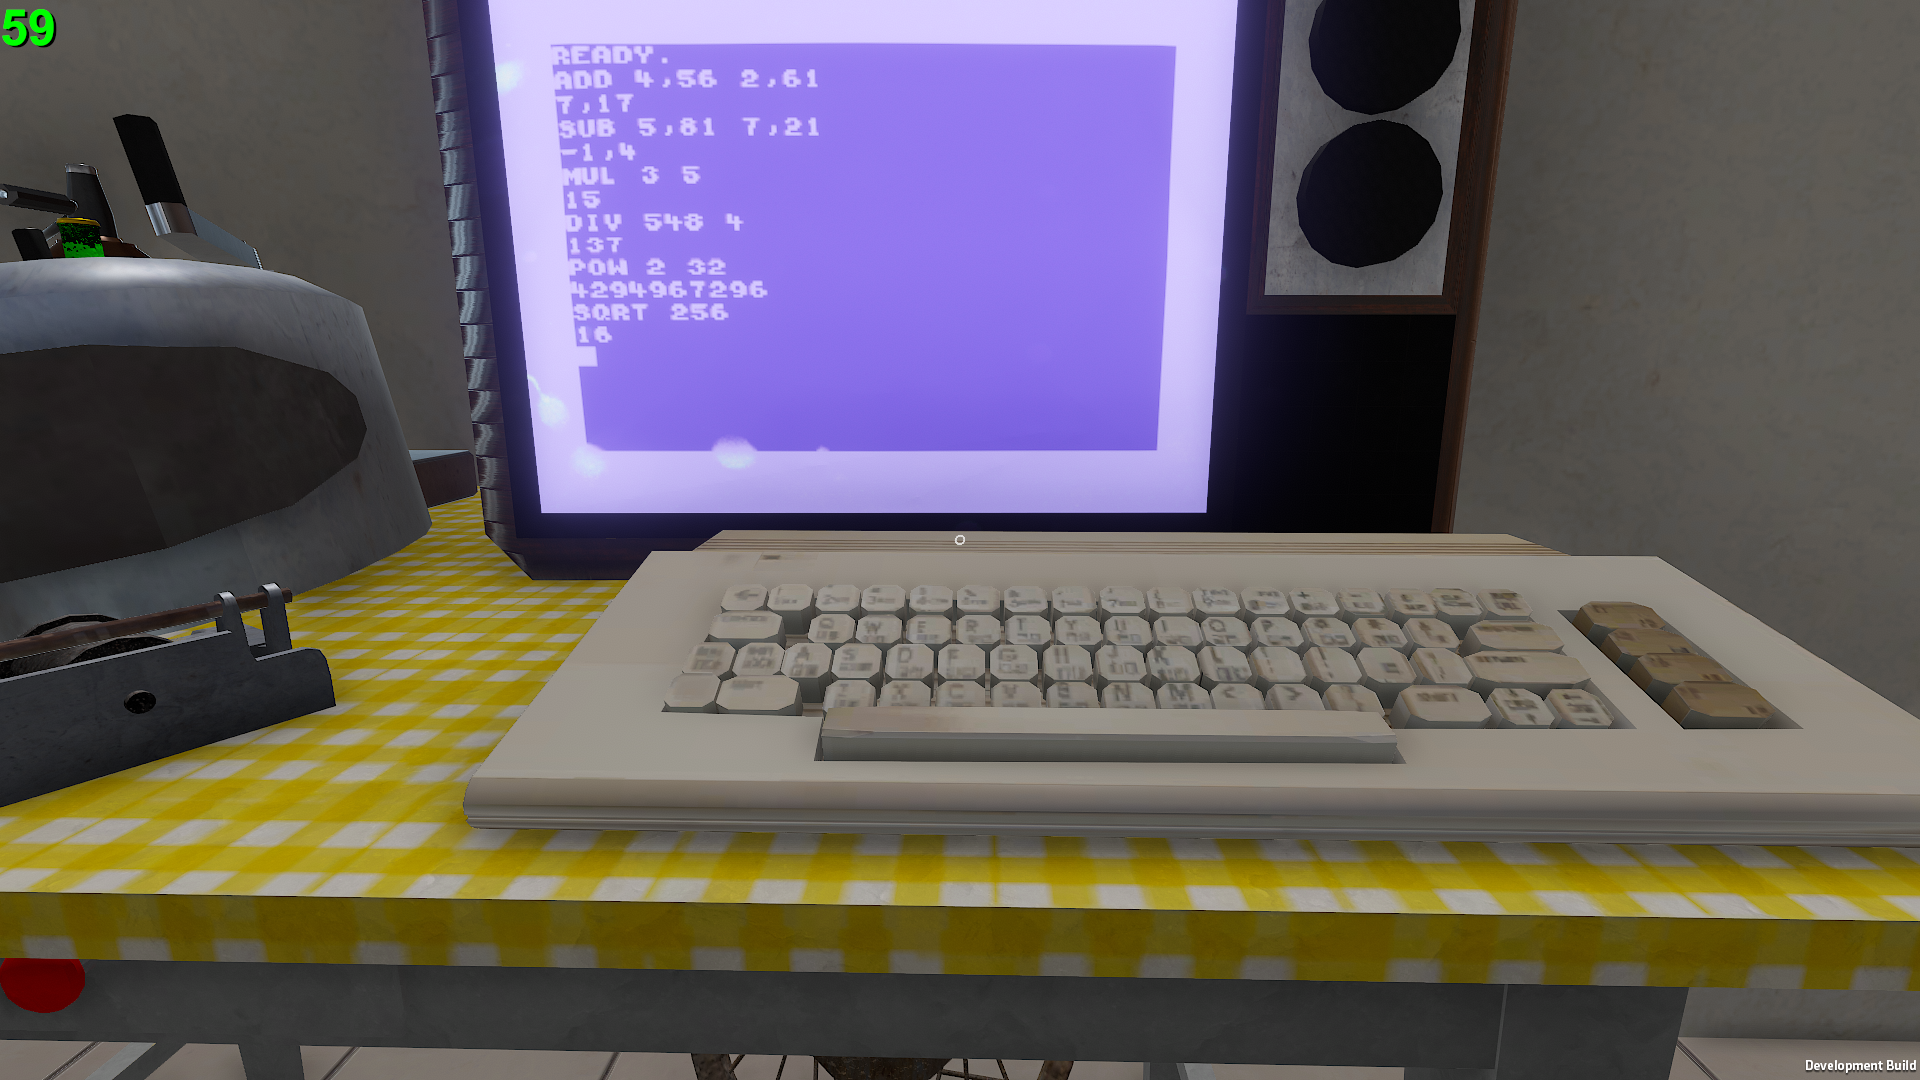 59
READY.
ADD 4,56 2,61
7,17
SUB 5,81 7,21
-1,4
MUL 3 5
15
DIV 548 4
137
POW 2 32
4294967296
SQRT 256
16
Q W E R T Y U I O P
A S D F G H J K L
X C V B N M < >
Development Build